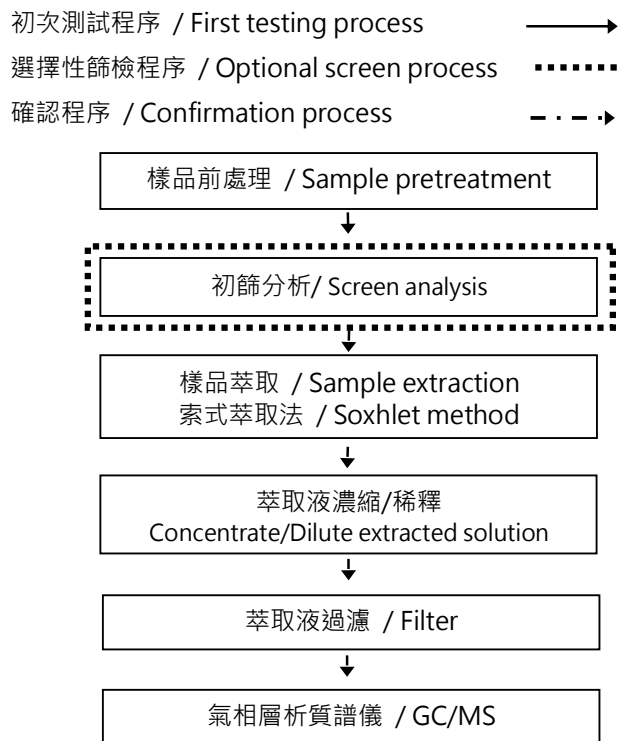 初次測試程序 / First testing process
選擇性篩檢程序 / Optional screen process
確認程序 / Confirmation process
樣品前處理 / Sample pretreatment
初篩分析/ Screen analysis
樣品萃取 / Sample extraction
索式萃取法 / Soxhlet method
萃取液濃縮/稀釋
Concentrate/Dilute extracted solution
萃取液過濾 / Filter
氣相層析質譜儀 / GC/MS